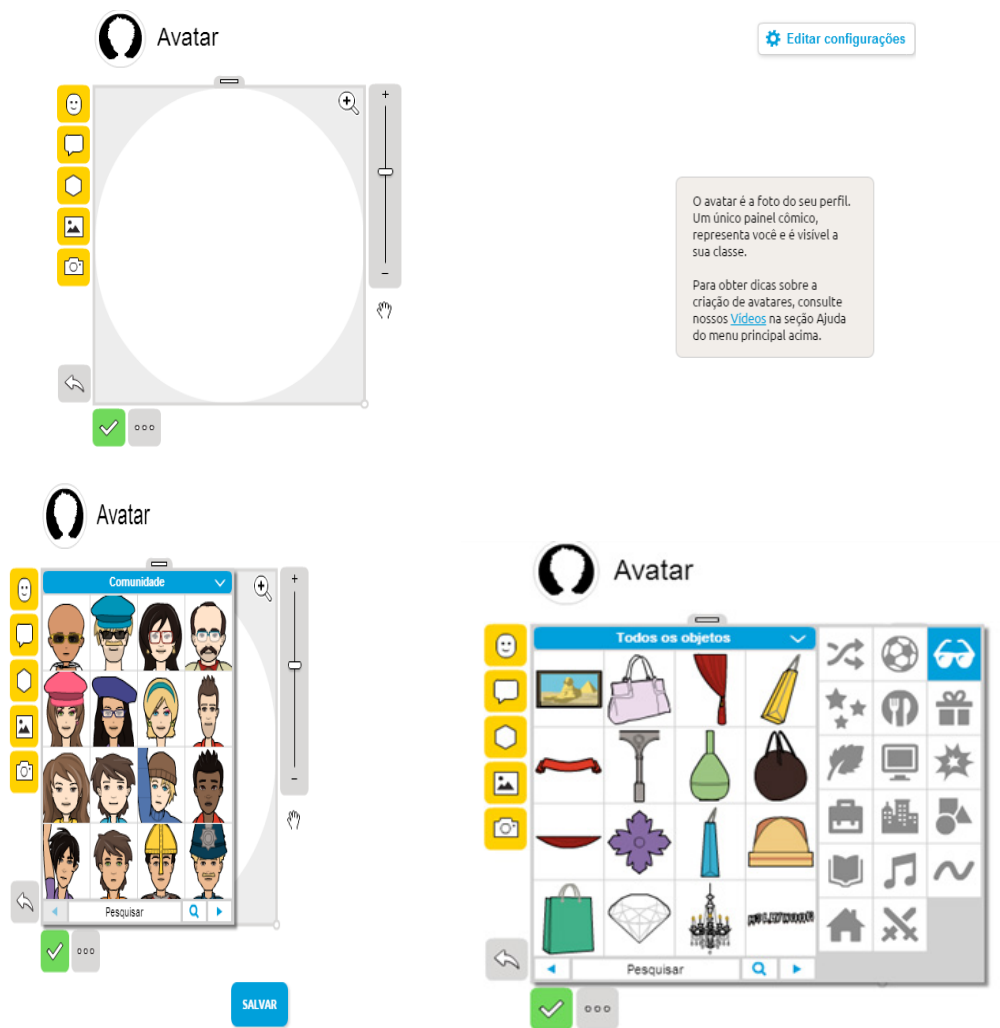 Avatar
Editar configurações
O avatar é a foto do seu perfil.
Um único painel cômico,
representa você e é visível a
sua classe.
Para obter dicas sobre a
criação de avatares, consulte
nossos Vídeos na seção Ajuda
do menu principal acima.
Avatar
Comunidade
Pesquisar
SALVAR
Avatar
Todos os objetos
HOLLYWOOD
Pesquisar